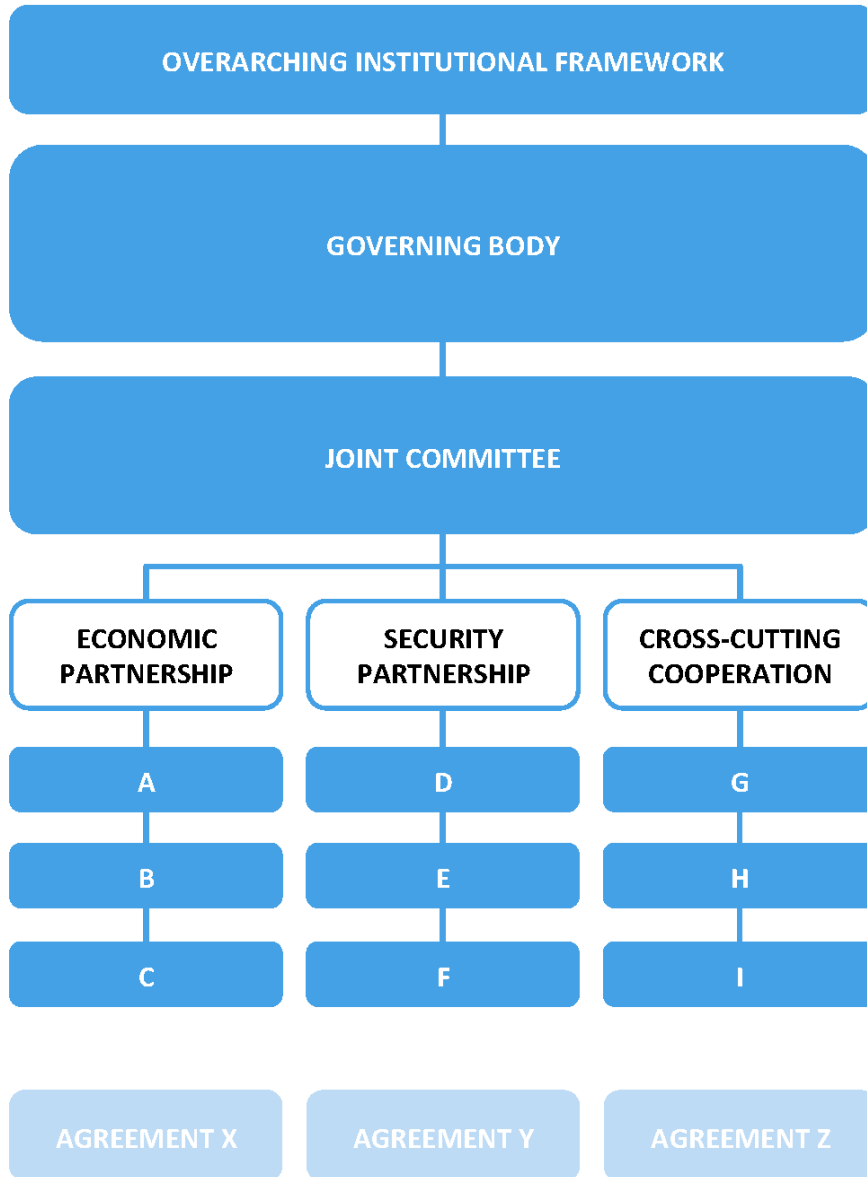 OVERARCHING INSTITUTIONAL FRAMEWORK
GOVERNING BODY
JOINT COMMITTEE
ECONOMIC
PARTNERSHIP
SECURITY
PARTNERSHIP
CROSS-CUTTING
COOPERATION
A
D
G
B
E
H
C
F
I
AGREEMENT X
AGREEMENT Y
AGREEMENT Z